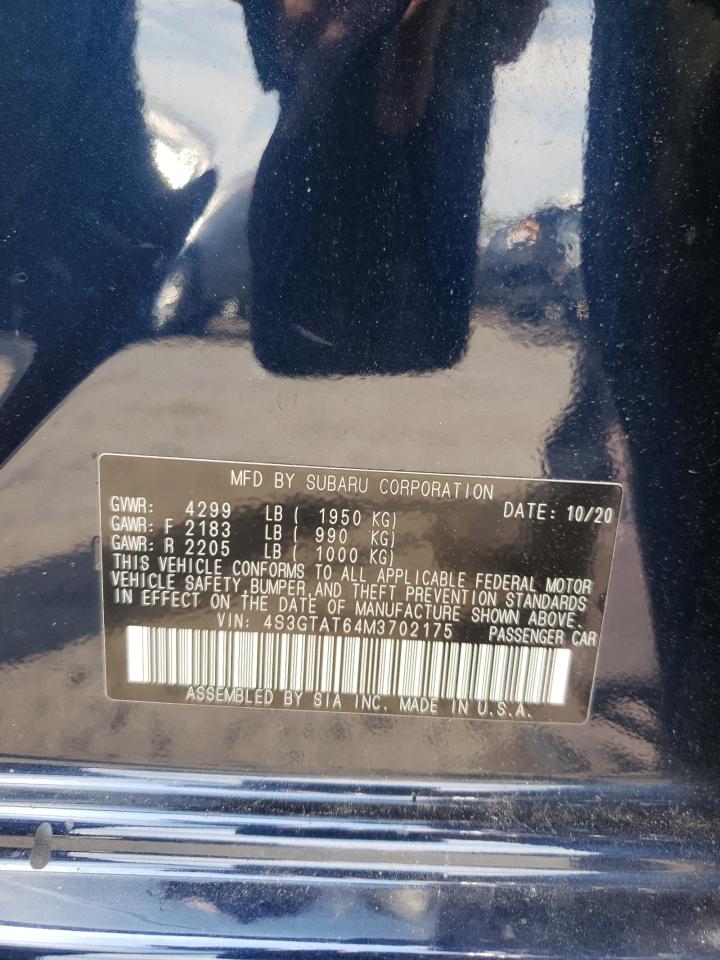 MFD BY SUBARU CORPORATION
GVWR: 4299 LB ( 1950 KG) DATE: 10/20
GAWR: F 2183 LB ( 990 KG)
GAWR: R 2205 LB ( 1000 KG)
THIS VEHICLE CONFORMS TO ALL APPLICABLE FEDERAL MOTOR
VEHICLE SAFETY, BUMPER, AND THEFT PREVENTION STANDARDS
IN EFFECT ON THE DATE OF MANUFACTURE SHOWN ABOVE.
VIN: 4S3GTAT64M3702175 PASSENGER CAR
ASSEMBLED BY SIA INC. MADE IN U.S.A.